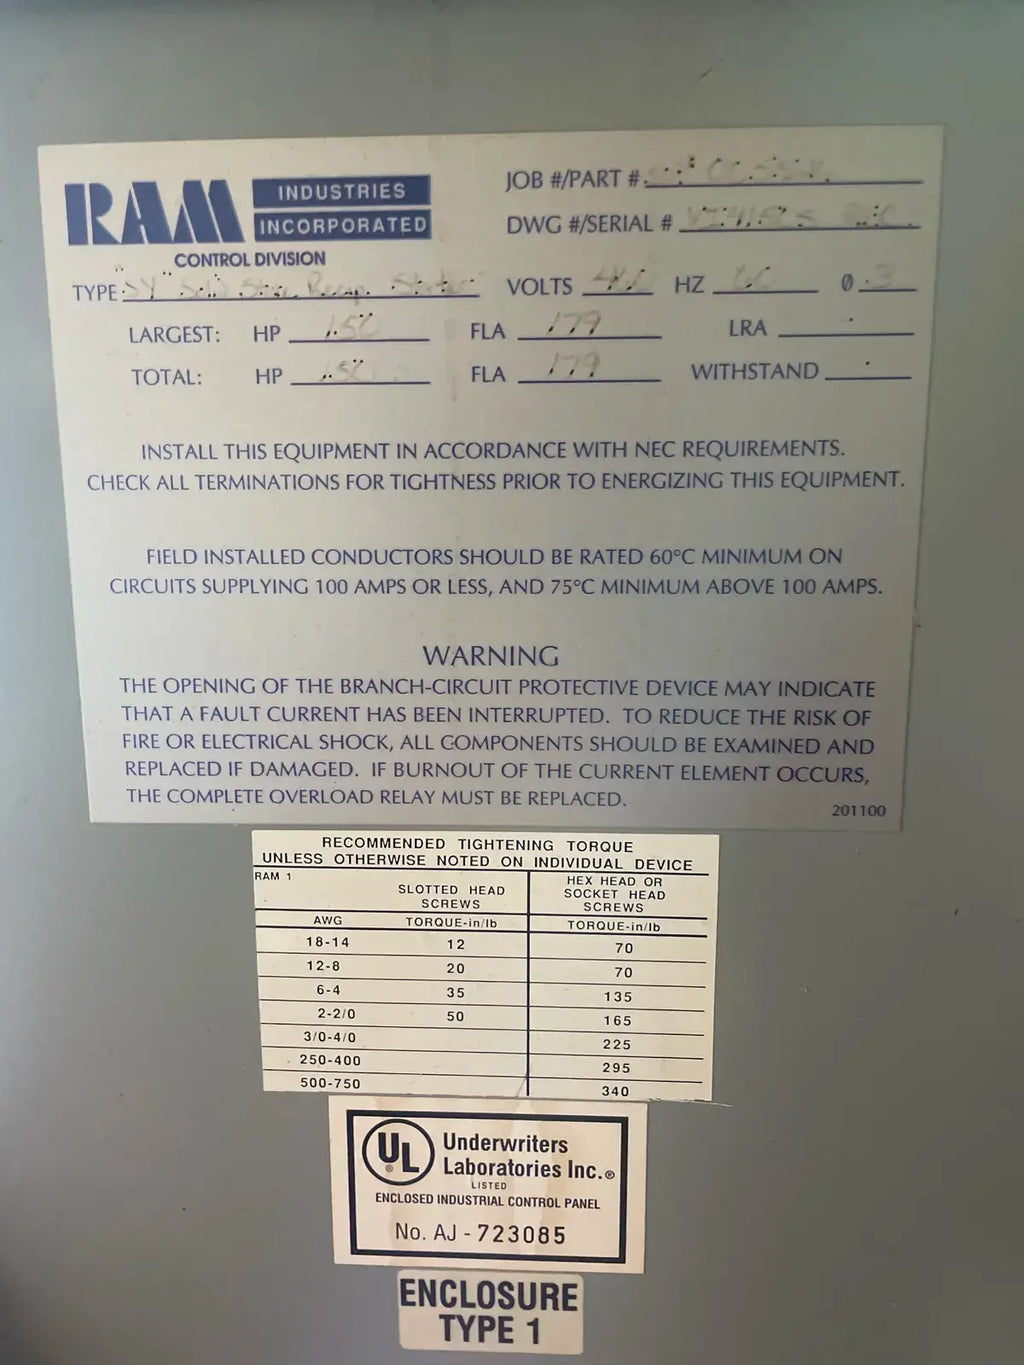 RAM INDUSTRIES INCORPORATED
CONTROL DIVISION
JOB #/PART #
DWG #/SERIAL #
TYPE Solid State Starter VOLTS HZ 60 Ø 3
LARGEST: HP 150 FLA 179 LRA
TOTAL: HP 150 FLA 179 WITHSTAND
INSTALL THIS EQUIPMENT IN ACCORDANCE WITH NEC REQUIREMENTS.
CHECK ALL TERMINATIONS FOR TIGHTNESS PRIOR TO ENERGIZING THIS EQUIPMENT.
FIELD INSTALLED CONDUCTORS SHOULD BE RATED 60°C MINIMUM ON
CIRCUITS SUPPLYING 100 AMPS OR LESS, AND 75°C MINIMUM ABOVE 100 AMPS.
WARNING
THE OPENING OF THE BRANCH-CIRCUIT PROTECTIVE DEVICE MAY INDICATE
THAT A FAULT CURRENT HAS BEEN INTERRUPTED. TO REDUCE THE RISK OF
FIRE OR ELECTRICAL SHOCK, ALL COMPONENTS SHOULD BE EXAMINED AND
REPLACED IF DAMAGED. IF BURNOUT OF THE CURRENT ELEMENT OCCURS,
THE COMPLETE OVERLOAD RELAY MUST BE REPLACED.
201100
RECOMMENDED TIGHTENING TORQUE
UNLESS OTHERWISE NOTED ON INDIVIDUAL DEVICE
RAM 1
SLOTTED HEAD SCREWS
HEX HEAD OR SOCKET HEAD SCREWS
AWG TORQUE-in/lb TORQUE-in/lb
18-14 12 70
12-8 20 70
6-4 35 135
2-2/0 50 165
3/0-4/0 225
250-400 295
500-750 340
UL ®
Underwriters
Laboratories Inc.®
LISTED
ENCLOSED INDUSTRIAL CONTROL PANEL
No. AJ - 723085
ENCLOSURE
TYPE 1